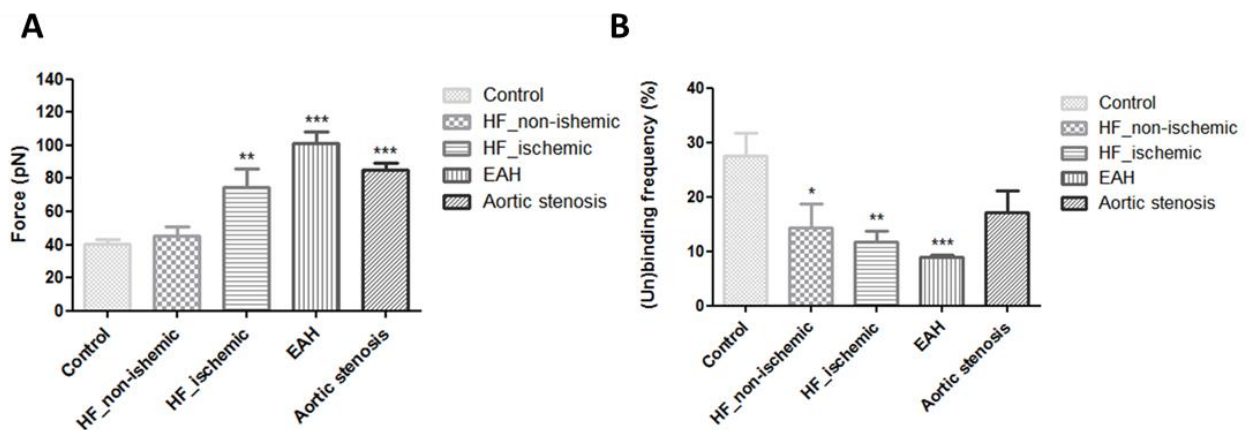 A
Force (pN)
140
120
100
80
60
40
20
0
**
***
***
Control
HF_non-ishemic
HF_ischemic
EAH
Aortic stenosis
Control
HF_non-ishemic
HF_ischemic
EAH
Aortic stenosis
B
(Un)binding frequency (%)
40
30
20
10
0
*
**
***
Control
HF_non-ischemic
HF_ischemic
EAH
Aortic stenosis
Control
HF_non-ischemic
HF_ischemic
EAH
Aortic stenosis